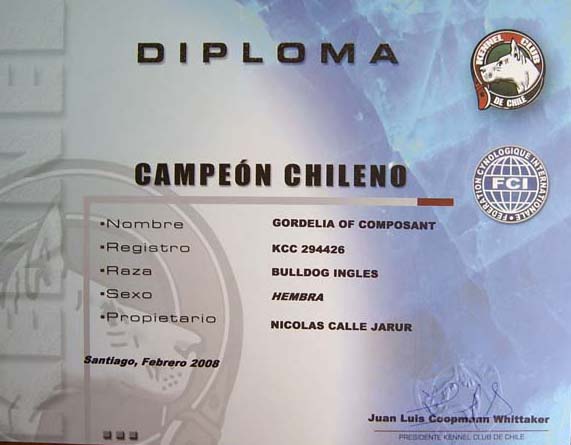 DIPLOMA
KENNEL CLUB
DE CHILE
CAMPEÓN CHILENO
FEDERATION CYNOLOGIQUE INTERNATIONALE
FCI
▪Nombre GORDELIA OF COMPOSANT
▪Registro KCC 294426
▪Raza BULLDOG INGLES
▪Sexo HEMBRA
▪Propietario NICOLAS CALLE JARUR
Santiago, Febrero 2008
Juan Luis Coopmann Whittaker
PRESIDENTE KENNEL CLUB DE CHILE